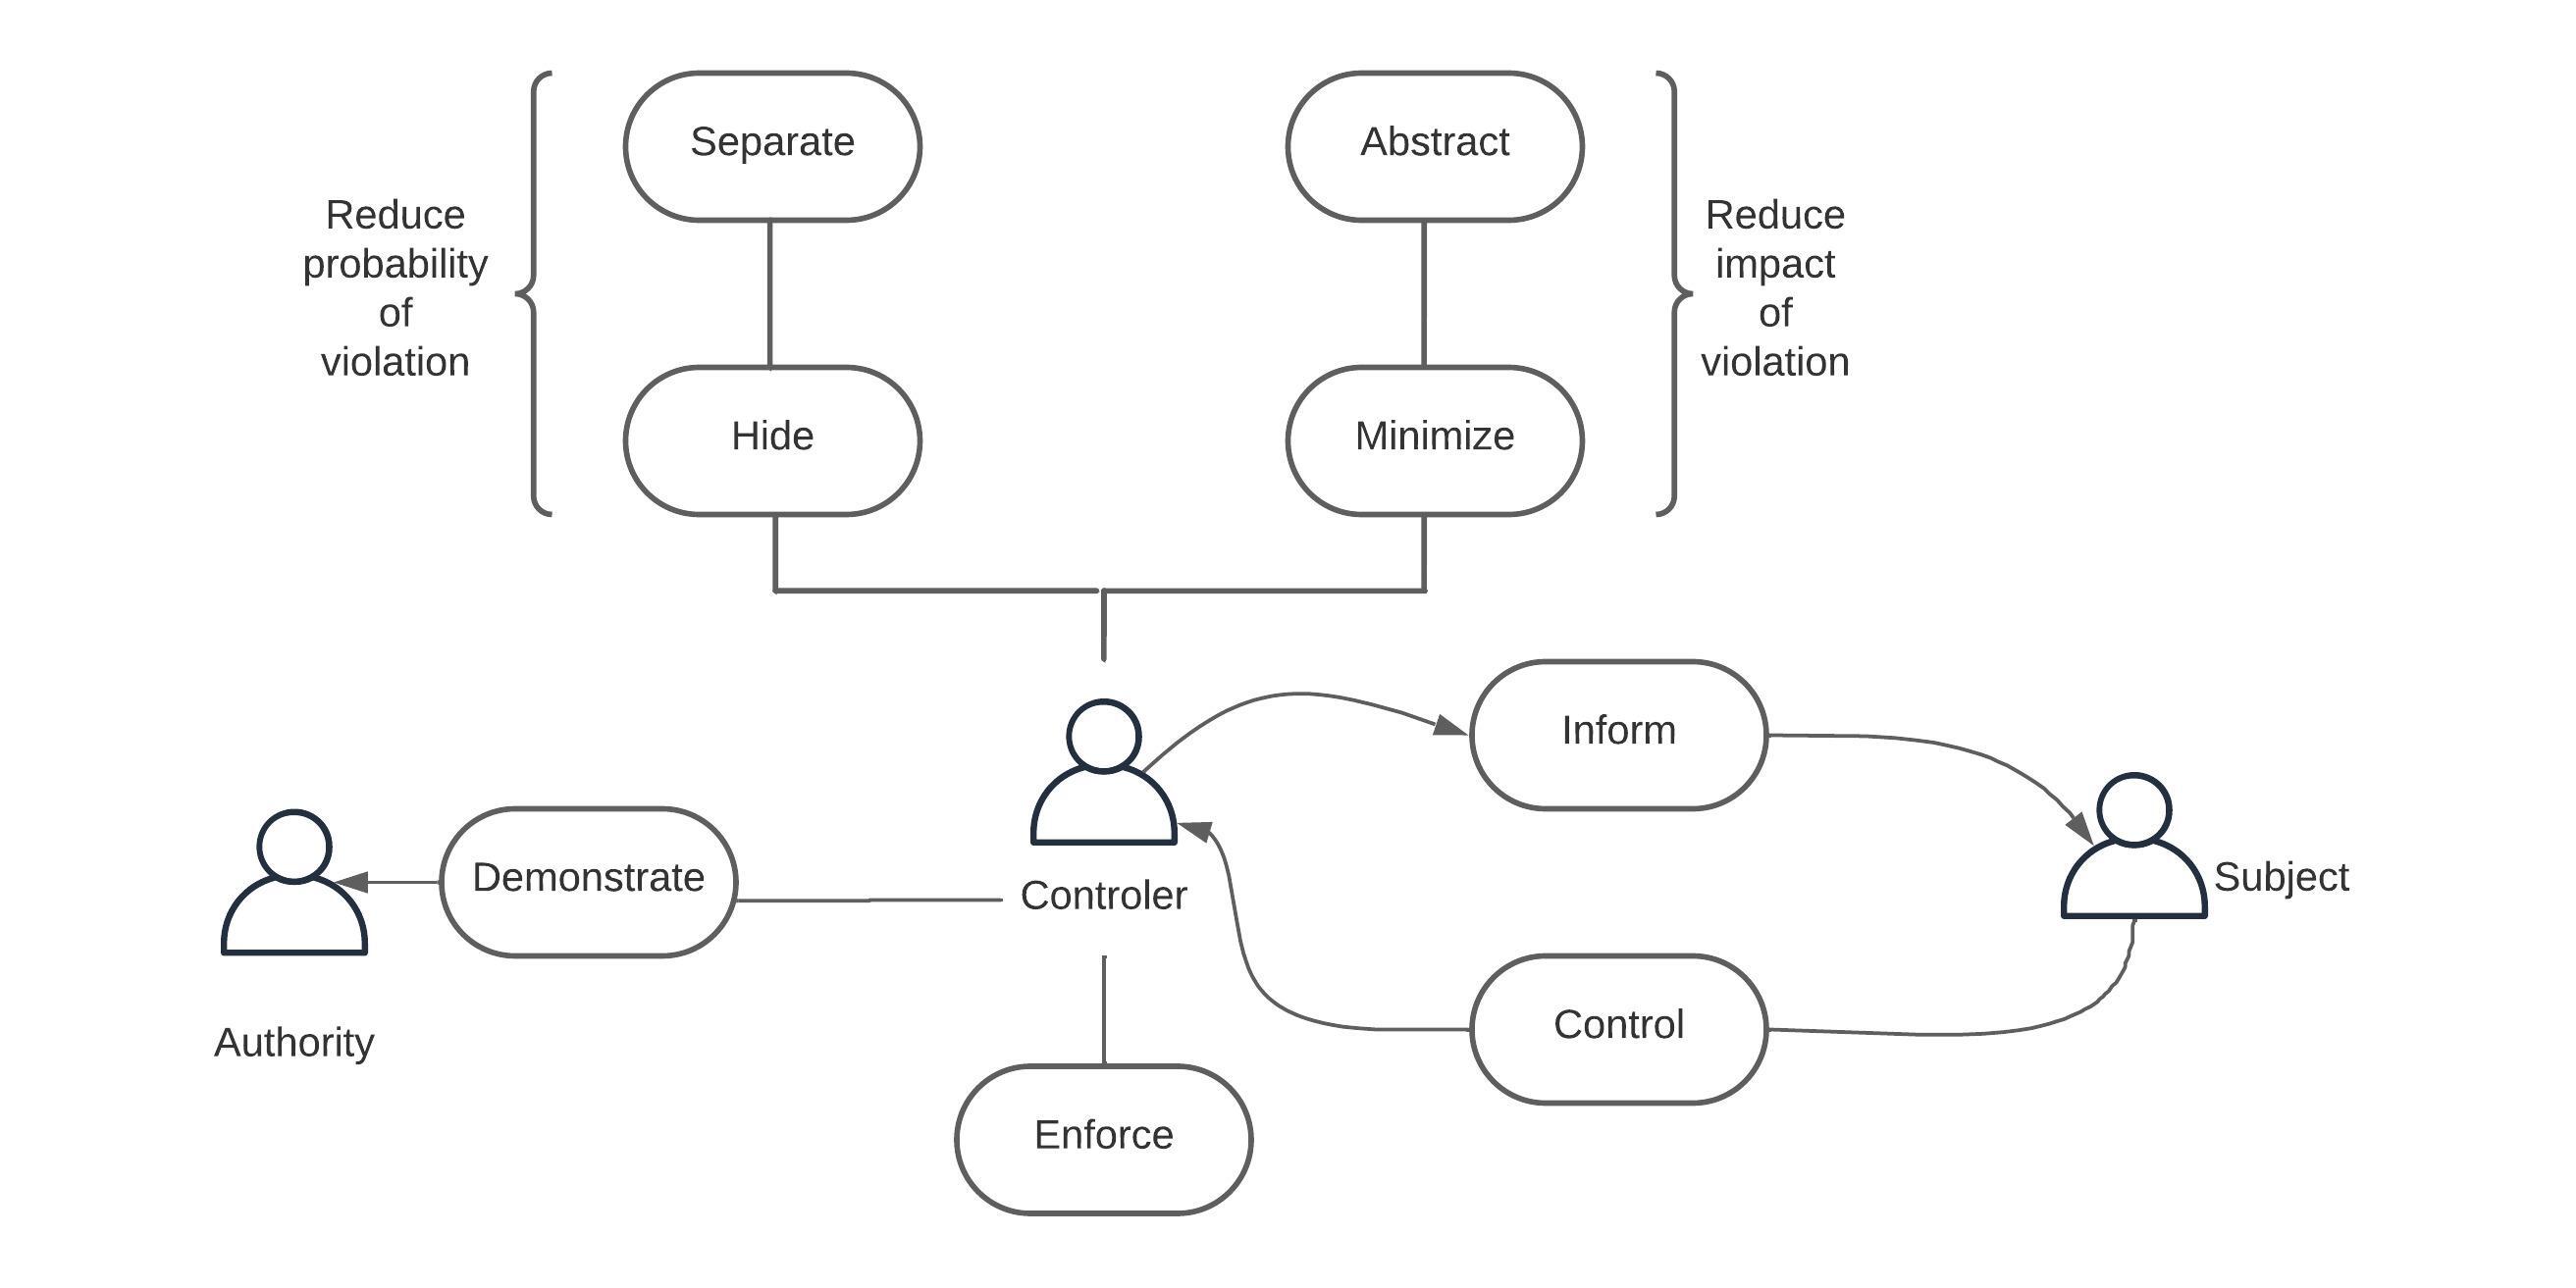 Separate
Abstract
Reduce
probability
of
violation
Reduce
impact
of
violation
Hide
Minimize
Inform
Demonstrate
Controler
Subject
Authority
Control
Enforce